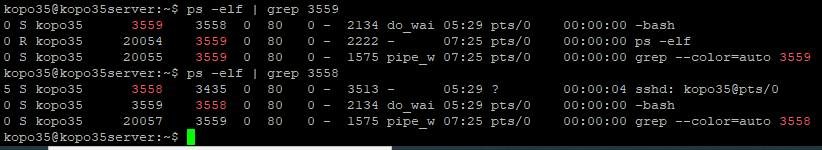 kopo35@kopo35server:~$ ps -elf | grep 3559
0 S kopo35 3559 3558 0 80 0 - 2134 do_wai 05:29 pts/0 00:00:00 -bash
0 R kopo35 20054 3559 0 80 0 - 2222 - 07:25 pts/0 00:00:00 ps -elf
0 S kopo35 20055 3559 0 80 0 - 1575 pipe_w 07:25 pts/0 00:00:00 grep --color=auto 3559
kopo35@kopo35server:~$ ps -elf | grep 3558
5 S kopo35 3558 3435 0 80 0 - 3513 - 05:29 ? 00:00:04 sshd: kopo35@pts/0
0 S kopo35 3559 3558 0 80 0 - 2134 do_wai 05:29 pts/0 00:00:00 -bash
0 S kopo35 20057 3559 0 80 0 - 1575 pipe_w 07:25 pts/0 00:00:00 grep --color=auto 3558
kopo35@kopo35server:~$